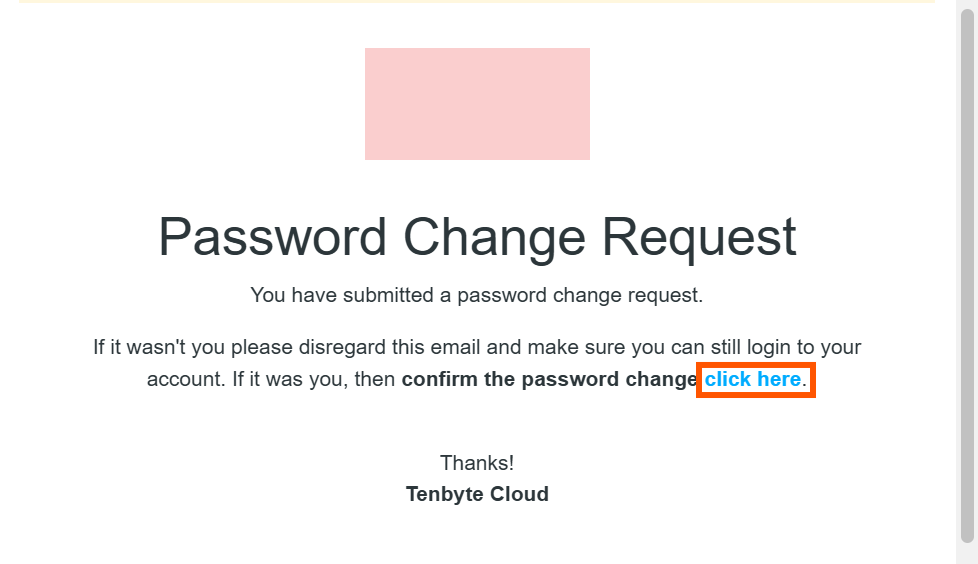 Password Change Request
You have submitted a password change request.
If it wasn't you please disregard this email and make sure you can still login to your
account. If it was you, then confirm the password change click here.
Thanks!
Tenbyte Cloud